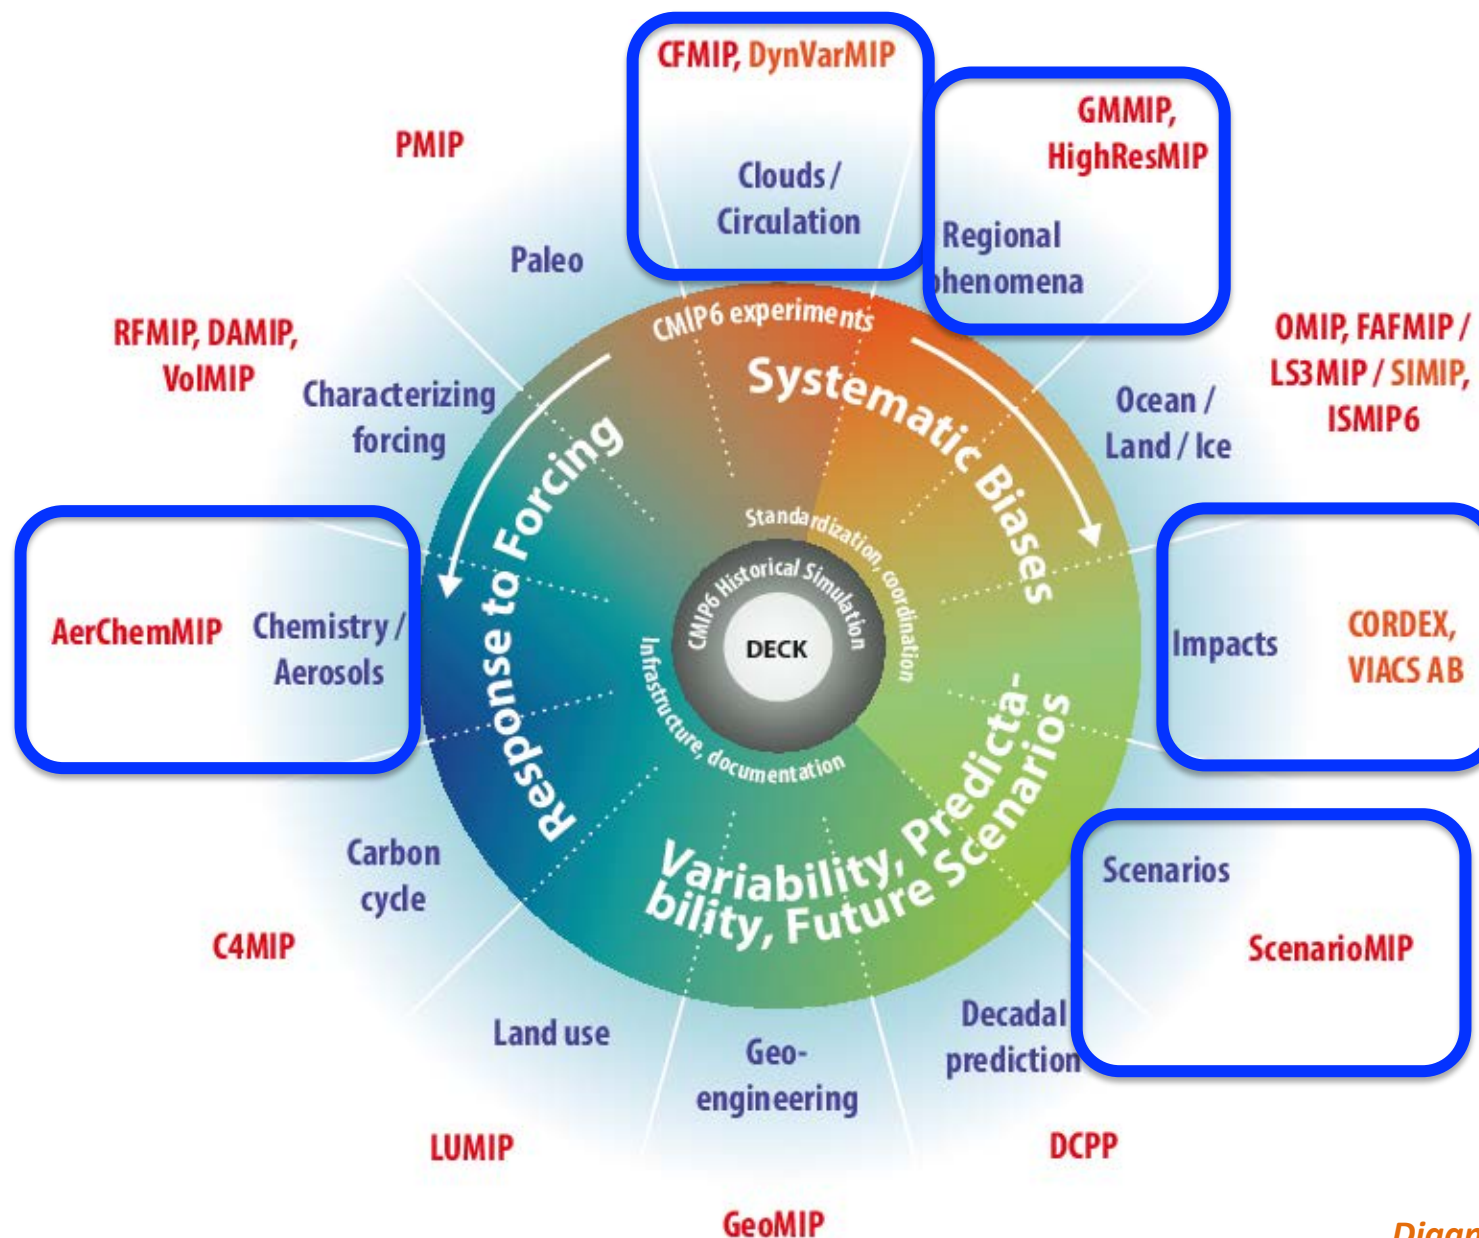 CFMIP, DynVarMIP
Clouds /
Circulation
GMMIP,
HighResMIP
Regional
phenomena
PMIP
Paleo
RFMIP, DAMIP,
VolMIP
Characterizing
forcing
OMIP, FAFMIP /
LS3MIP / SIMIP,
ISMIP6
Ocean /
Land / Ice
CMIP6 experiments
Systematic Biases
Response to Forcing
Standardization, coordination
CMIP6 Historical Simulation
DECK
Infrastructure, documentation
Variability, Predicta-
bility, Future Scenarios
AerChemMIP
Chemistry /
Aerosols
Impacts
CORDEX,
VIACS AB
Scenarios
ScenarioMIP
Carbon
cycle
C4MIP
Land use
LUMIP
Geo-
engineering
GeoMIP
Decadal
prediction
DCPP